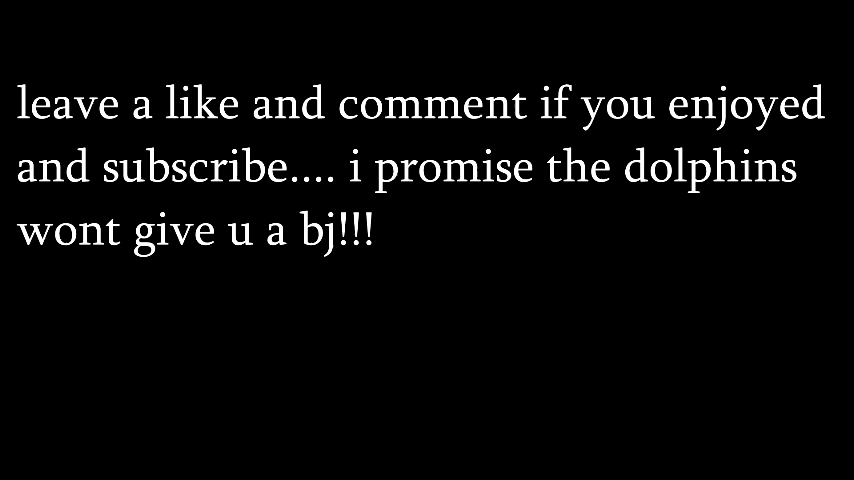 leave a like and comment if you enjoyed
and subscribe.... i promise the dolphins
wont give u a bj!!!